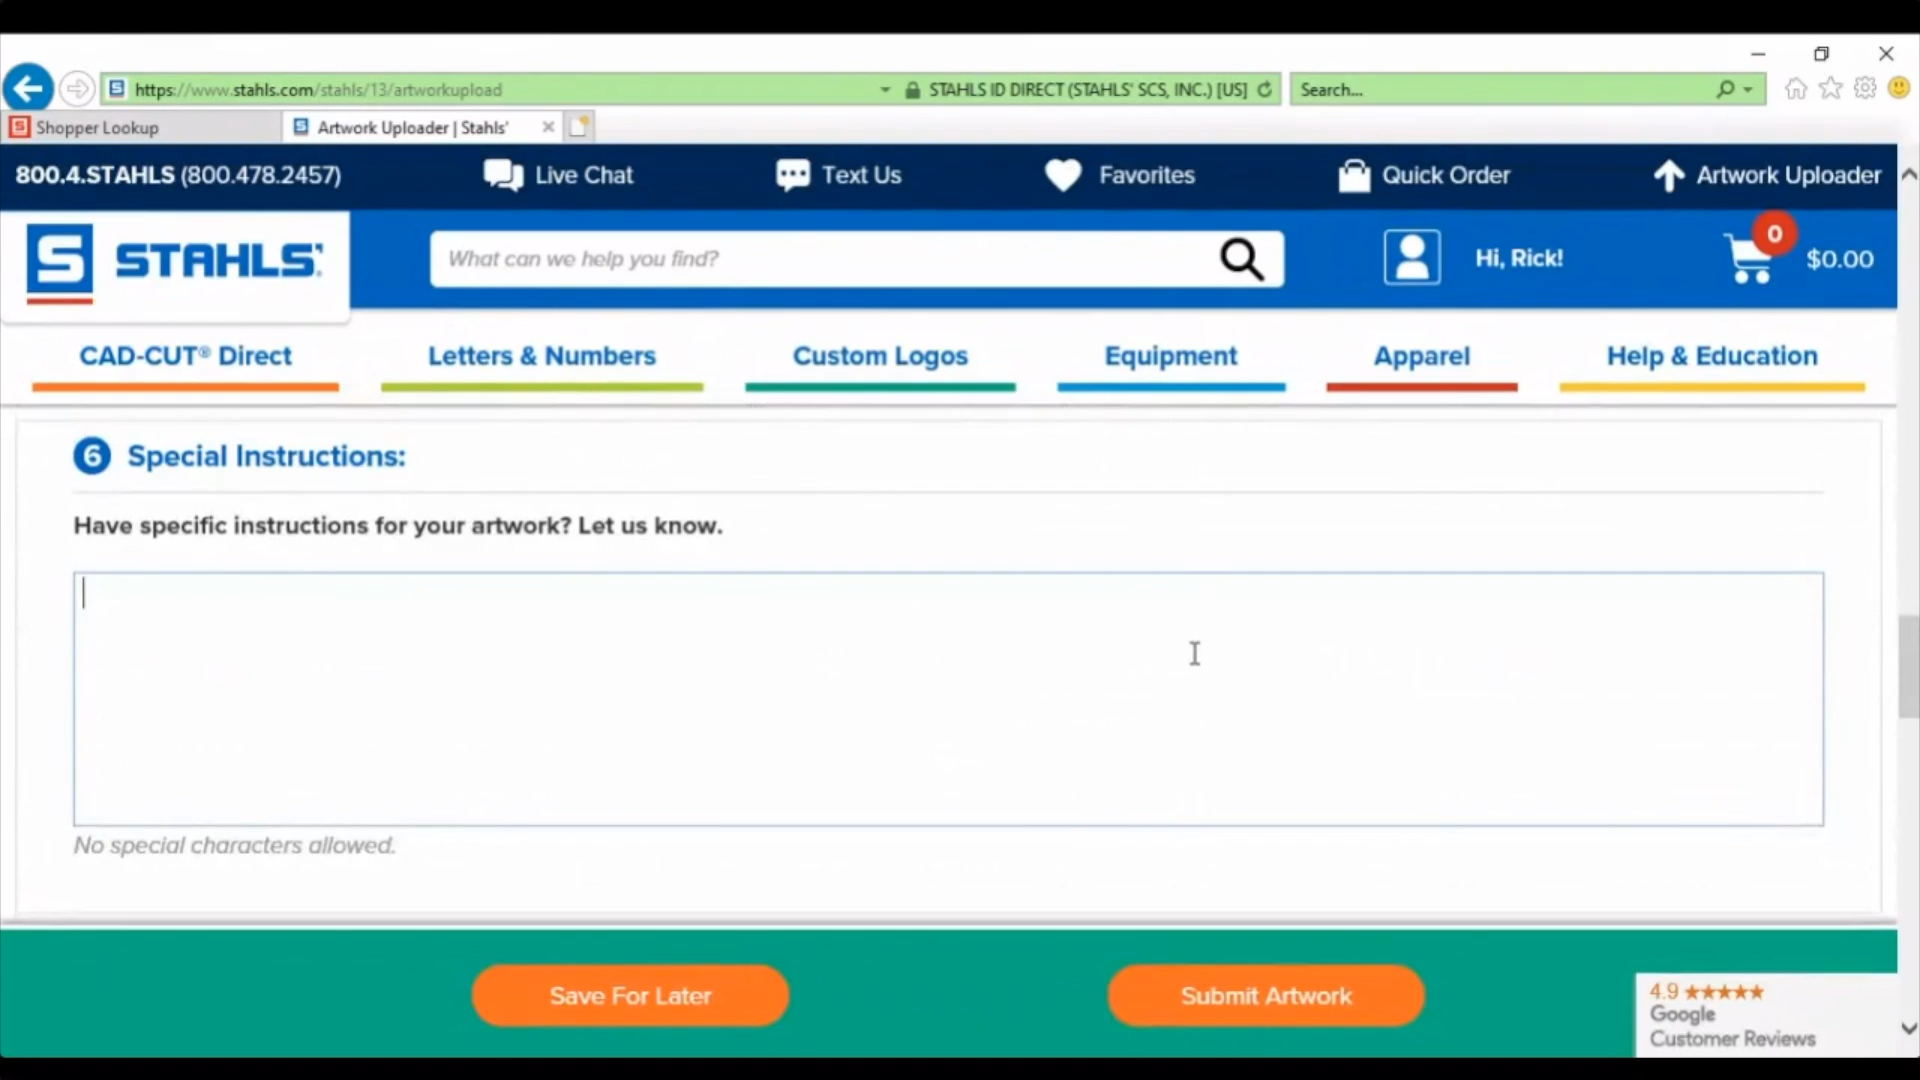 https://www.stahls.com/stahls/13/artworkupload
STAHLS ID DIRECT (STAHLS' SCS, INC.) [US]
Search...
S Shopper Lookup
S Artwork Uploader | Stahls'
800.4.STAHLS (800.478.2457)
Live Chat
Text Us
Favorites
Quick Order
Artwork Uploader
S STAHLS'
What can we help you find?
Hi, Rick!
0
$0.00
CAD-CUT® Direct
Letters & Numbers
Custom Logos
Equipment
Apparel
Help & Education
6 Special Instructions:
Have specific instructions for your artwork? Let us know.
No special characters allowed.
Save For Later
Submit Artwork
4.9 ★★★★★
Google
Customer Reviews